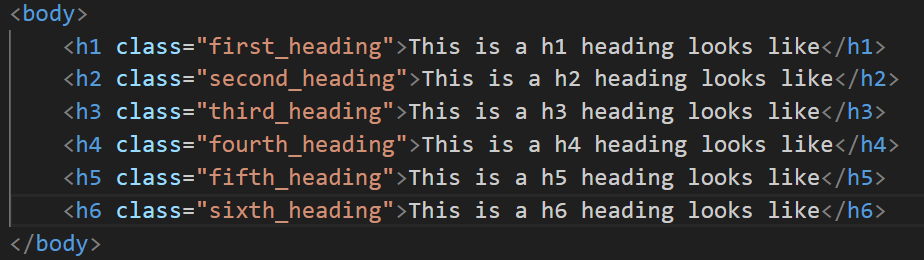 <body>
<h1 class="first_heading">This is a h1 heading looks like</h1>
<h2 class="second_heading">This is a h2 heading looks like</h2>
<h3 class="third_heading">This is a h3 heading looks like</h3>
<h4 class="fourth_heading">This is a h4 heading looks like</h4>
<h5 class="fifth_heading">This is a h5 heading looks like</h5>
<h6 class="sixth_heading">This is a h6 heading looks like</h6>
</body>